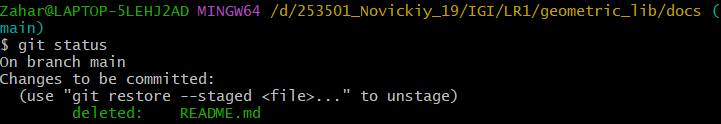 Zahar@LAPTOP-5LEHJ2AD MINGW64 /d/253501_Novickiy_19/IGI/LR1/geometric_lib/docs (
main)
$ git status
On branch main
Changes to be committed:
  (use "git restore --staged <file>..." to unstage)
        deleted:    README.md